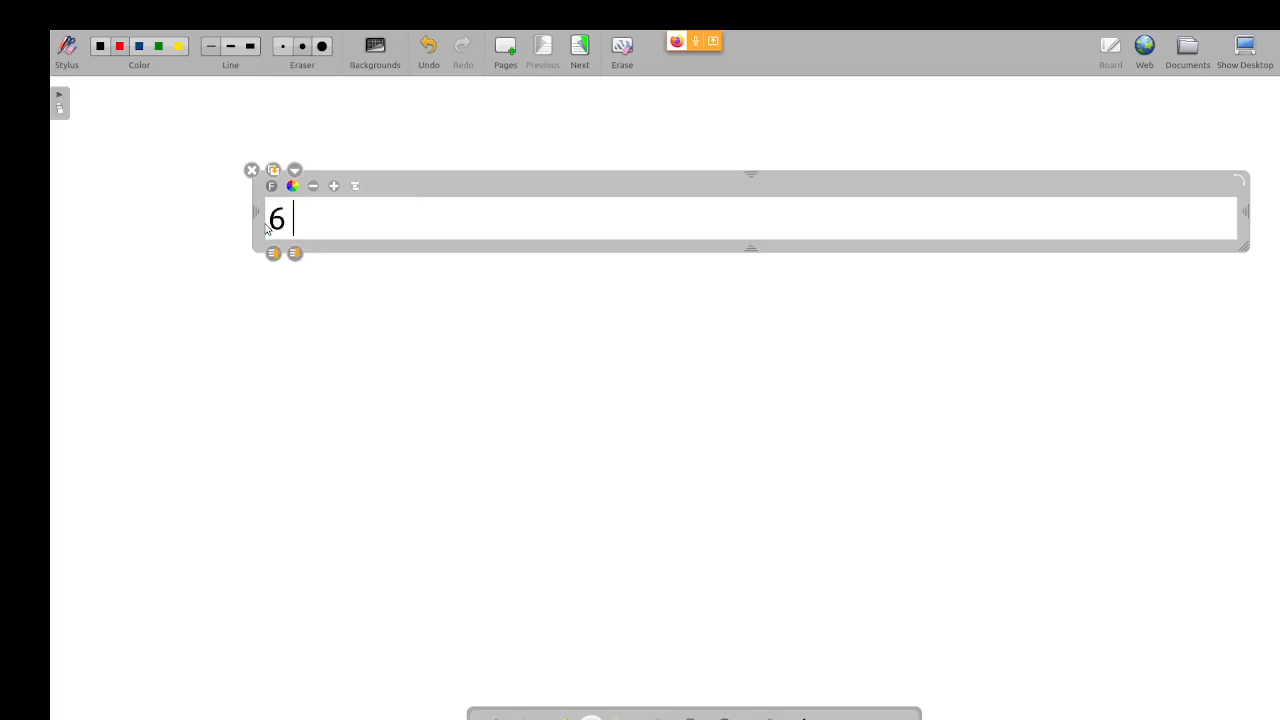 Stylus Color Line Eraser Backgrounds Undo Redo Pages Previous Next Erase Board Web Documents Show Desktop
F
6